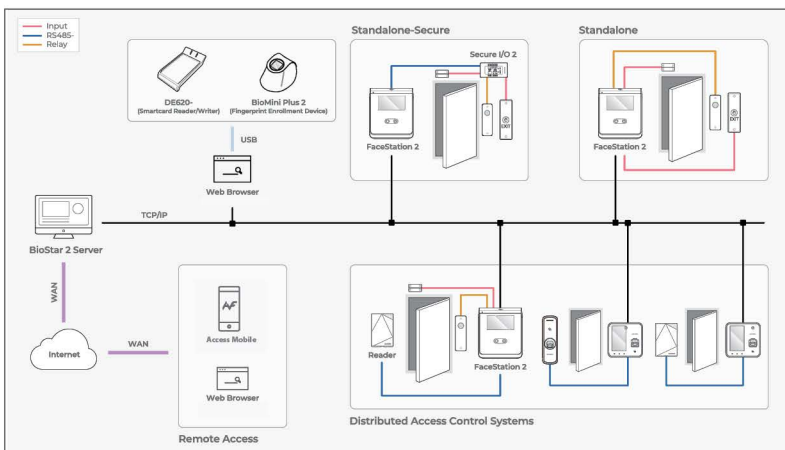 Input
RS485-
Relay
DE620-
(Smartcard Reader/Writer)
BioMini Plus 2
(Fingerprint Enrollment Device)
USB
Web Browser
Standalone-Secure
Secure I/O 2
EXIT
FaceStation 2
Standalone
EXIT
FaceStation 2
TCP/IP
BioStar 2 Server
WAN
Internet
WAN
Access Mobile
Web Browser
Remote Access
Reader
FaceStation 2
Distributed Access Control Systems